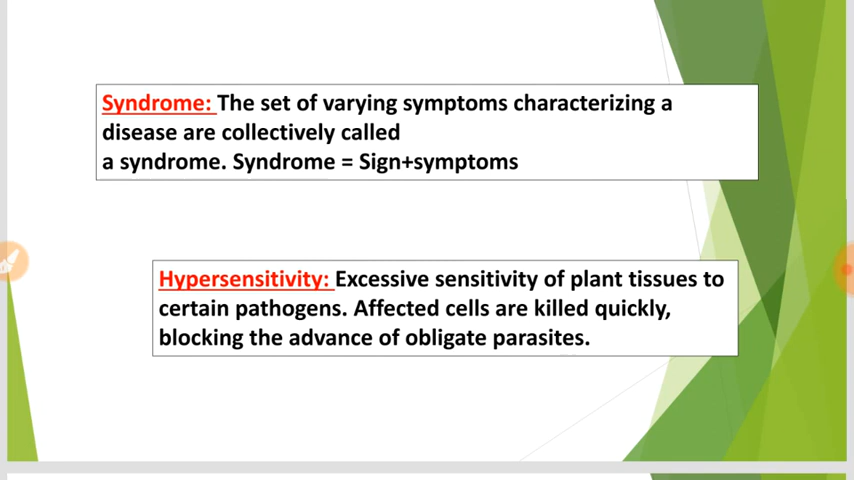 Syndrome: The set of varying symptoms characterizing a
disease are collectively called
a syndrome. Syndrome = Sign+symptoms
Hypersensitivity: Excessive sensitivity of plant tissues to
certain pathogens. Affected cells are killed quickly,
blocking the advance of obligate parasites.